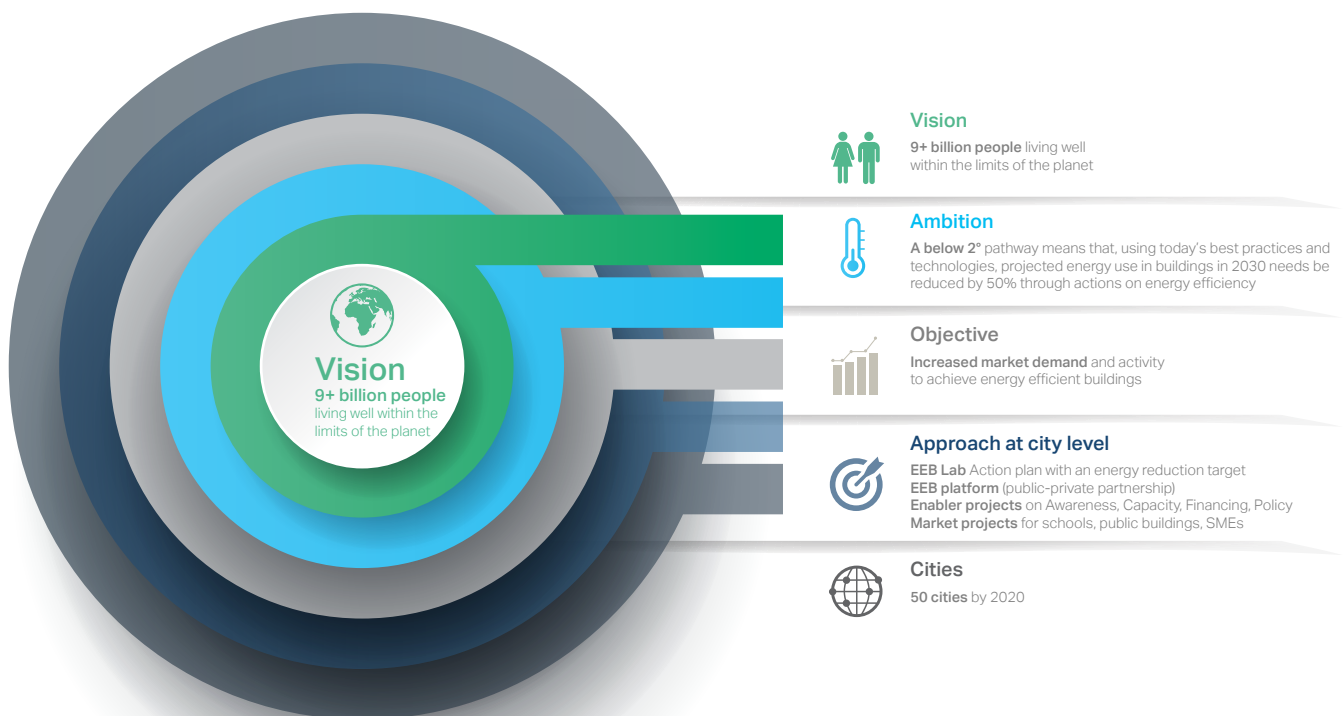 Vision
9+ billion people
living well within the
limits of the planet
Vision
9+ billion people living well
within the limits of the planet
Ambition
A below 2° pathway means that, using today's best practices and
technologies, projected energy use in buildings in 2030 needs be
reduced by 50% through actions on energy efficiency
Objective
Increased market demand and activity
to achieve energy efficient buildings
Approach at city level
EEB Lab Action plan with an energy reduction target
EEB platform (public-private partnership)
Enabler projects on Awareness, Capacity, Financing, Policy
Market projects for schools, public buildings, SMEs
Cities
50 cities by 2020